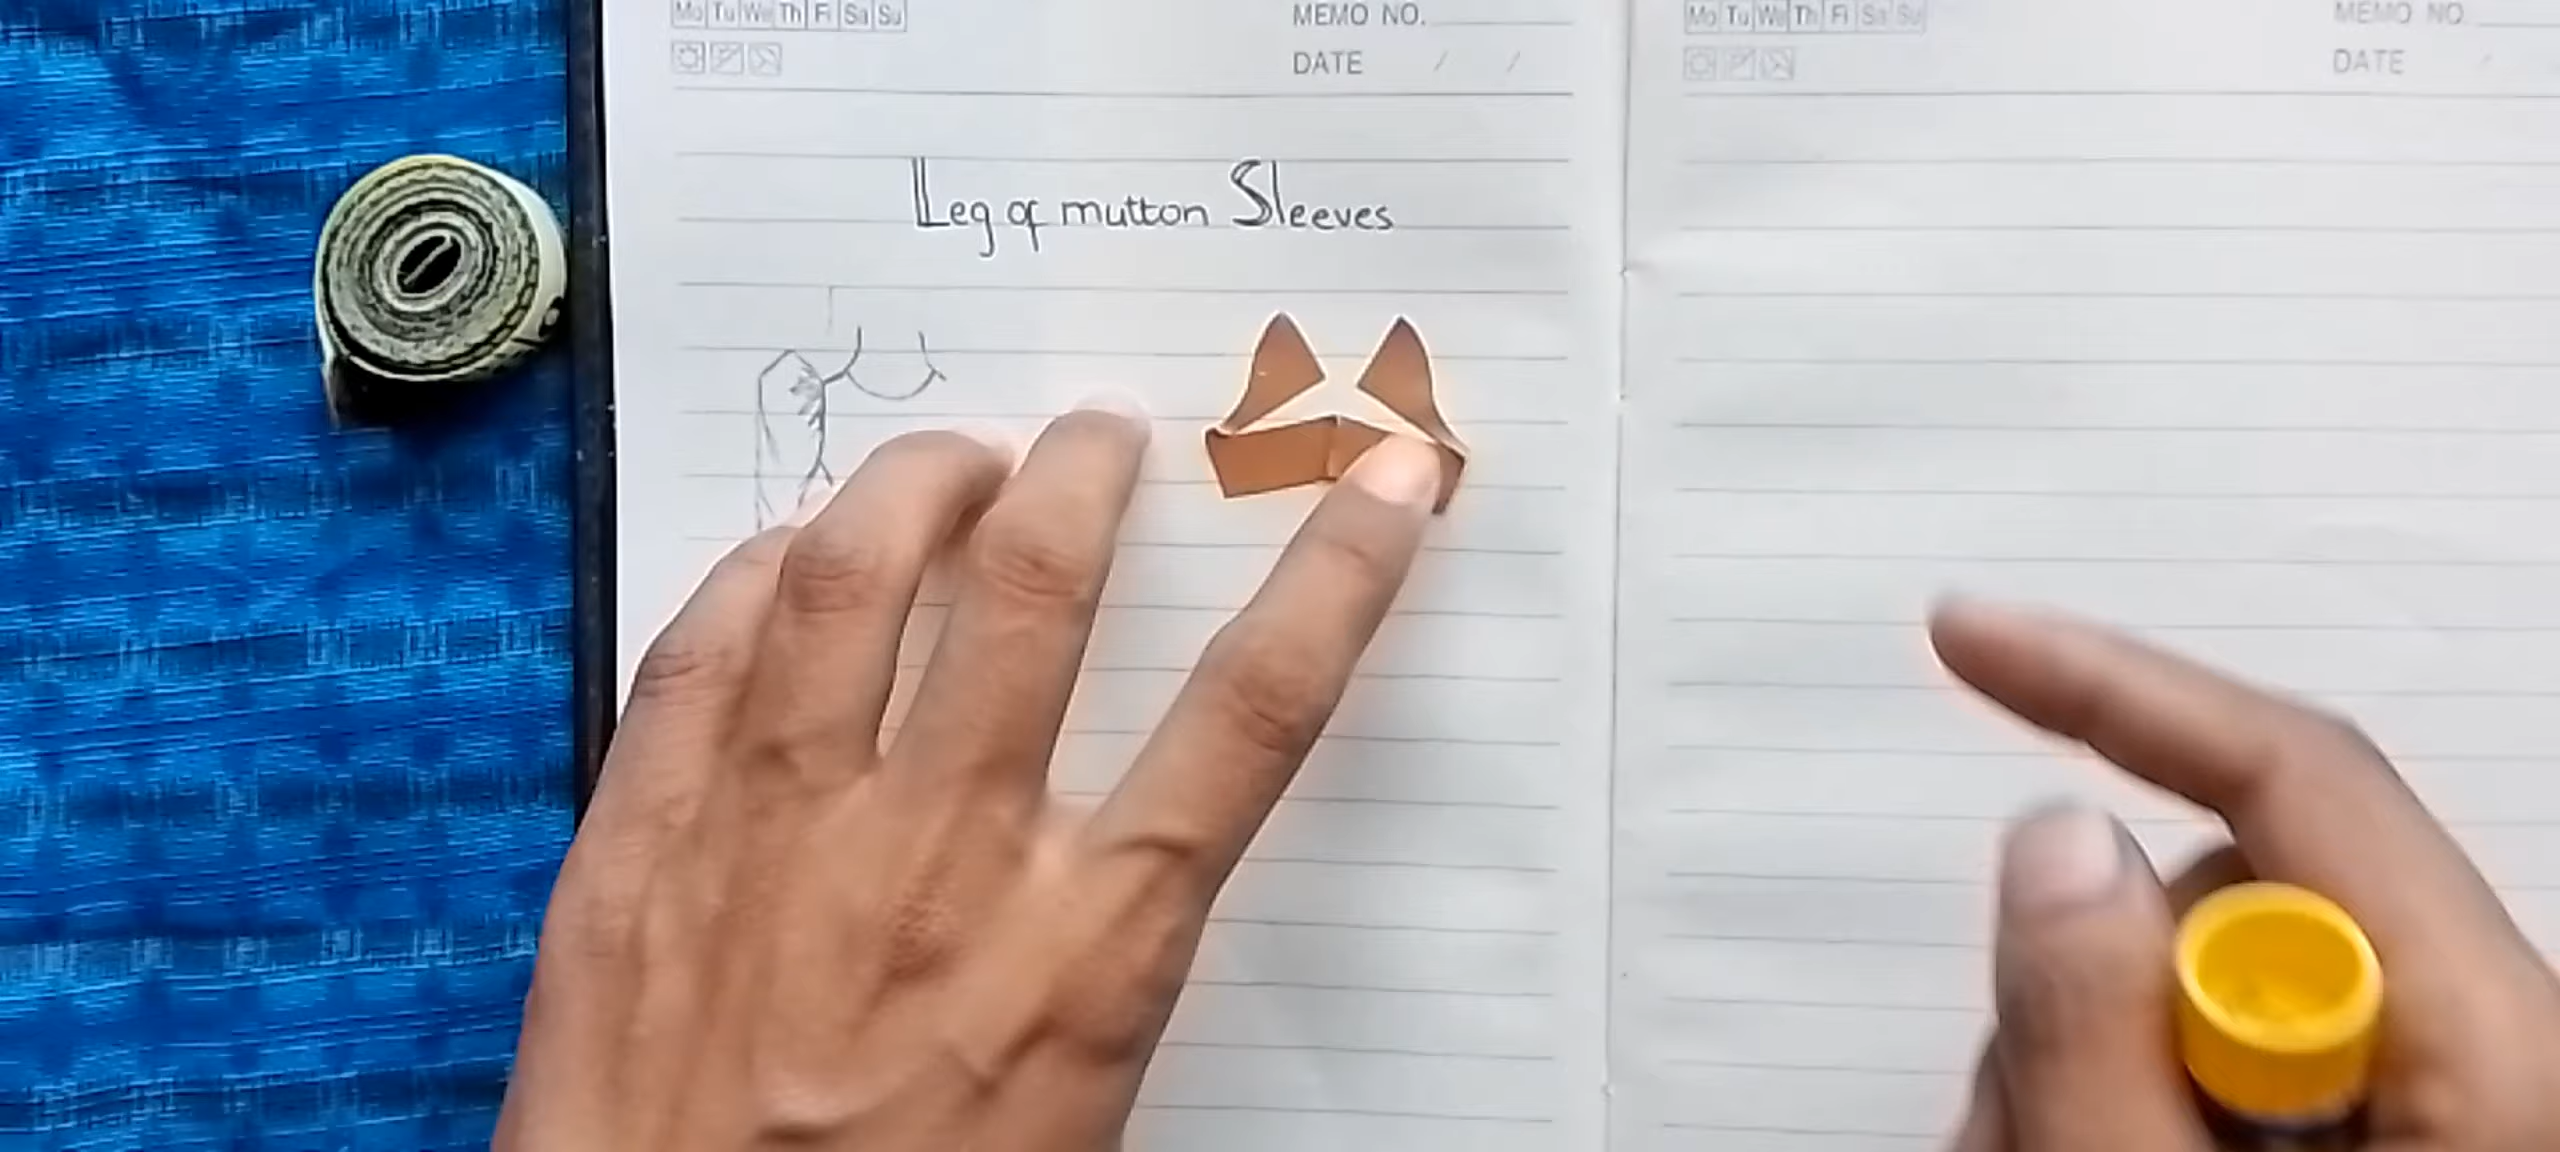 Mo Tu We Th Fr Sa Su
MEMO NO.
DATE / /
Leg of mutton Sleeves
Mo Tu We Th Fr Sa Su
MEMO NO.
DATE /